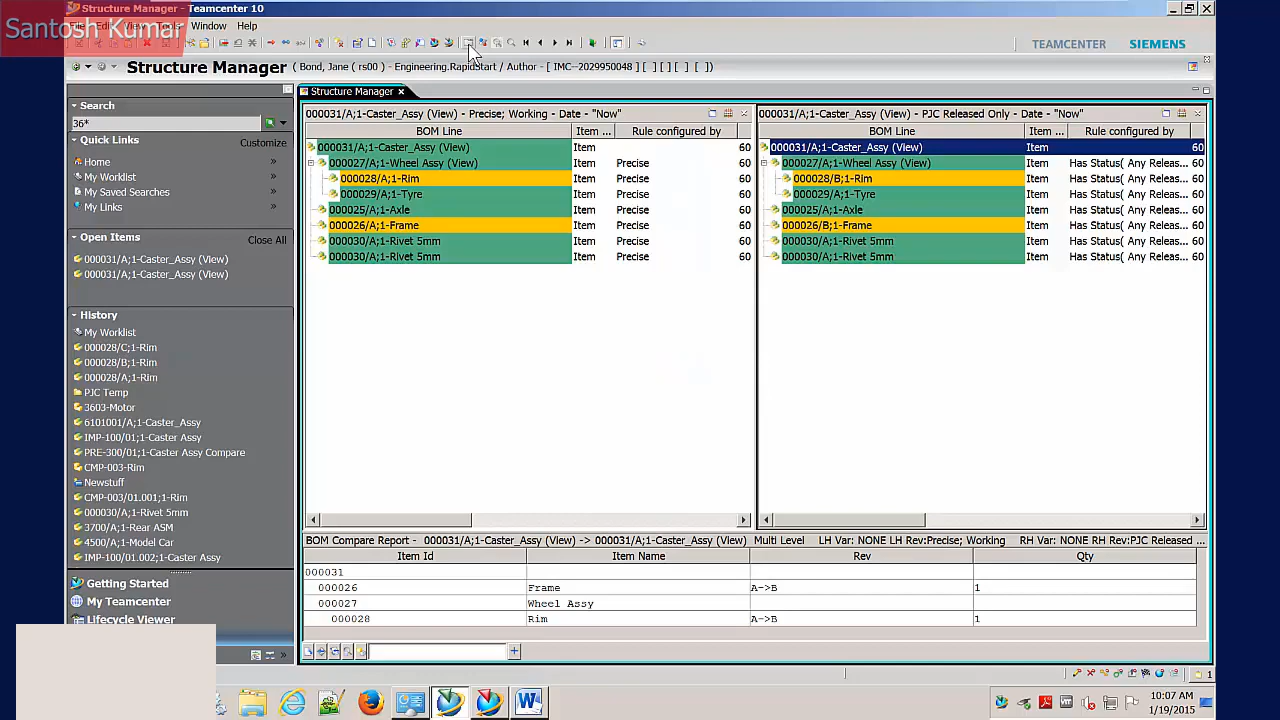 Structure Manager - Teamcenter 10
Santosh Kumar
Window Help
Structure Manager ( Bond, Jane ( rs00 ) - Engineering.RapidStart / Author - [ IMC--2029950048 ] [ ] [ ] [ ] [ ])
TEAMCENTER SIEMENS
Search
36*
Quick Links Customize
Home »
My Worklist »
My Saved Searches »
My Links »
Open Items Close All
000031/A;1-Caster_Assy (View)
000031/A;1-Caster_Assy (View)
History
My Worklist
000028/C;1-Rim
000028/B;1-Rim
000028/A;1-Rim
PJC Temp
3603-Motor
6101001/A;1-Caster_Assy
IMP-100/01;1-Caster Assy
PRE-300/01;1-Caster Assy Compare
CMP-003-Rim
Newstuff
CMP-003/01.001;1-Rim
000030/A;1-Rivet 5mm
3700/A;1-Rear ASM
4500/A;1-Model Car
IMP-100/01.002;1-Caster Assy
Getting Started
My Teamcenter
Lifecycle Viewer
Structure Manager
000031/A;1-Caster_Assy (View) - Precise; Working - Date - "Now"
BOM Line Item ... Rule configured by
000031/A;1-Caster_Assy (View) Item 60
000027/A;1-Wheel Assy (View) Item Precise 60
000028/A;1-Rim Item Precise 60
000029/A;1-Tyre Item Precise 60
000025/A;1-Axle Item Precise 60
000026/A;1-Frame Item Precise 60
000030/A;1-Rivet 5mm Item Precise 60
000030/A;1-Rivet 5mm Item Precise 60
000031/A;1-Caster_Assy (View) - PJC Released Only - Date - "Now"
BOM Line Item ... Rule configured by
000031/A;1-Caster_Assy (View) Item 60
000027/A;1-Wheel Assy (View) Item Has Status( Any Releas... 60
000028/B;1-Rim Item Has Status( Any Releas... 60
000029/A;1-Tyre Item Has Status( Any Releas... 60
000025/A;1-Axle Item Has Status( Any Releas... 60
000026/B;1-Frame Item Has Status( Any Releas... 60
000030/A;1-Rivet 5mm Item Has Status( Any Releas... 60
000030/A;1-Rivet 5mm Item Has Status( Any Releas... 60
BOM Compare Report - 000031/A;1-Caster_Assy (View) -> 000031/A;1-Caster_Assy (View) Multi Level LH Var: NONE LH Rev:Precise; Working RH Var: NONE RH Rev:PJC Released ...
Item Id Item Name Rev Qty
000031
000026 Frame A->B 1
000027 Wheel Assy
000028 Rim A->B 1
1
10:07 AM
1/19/2015